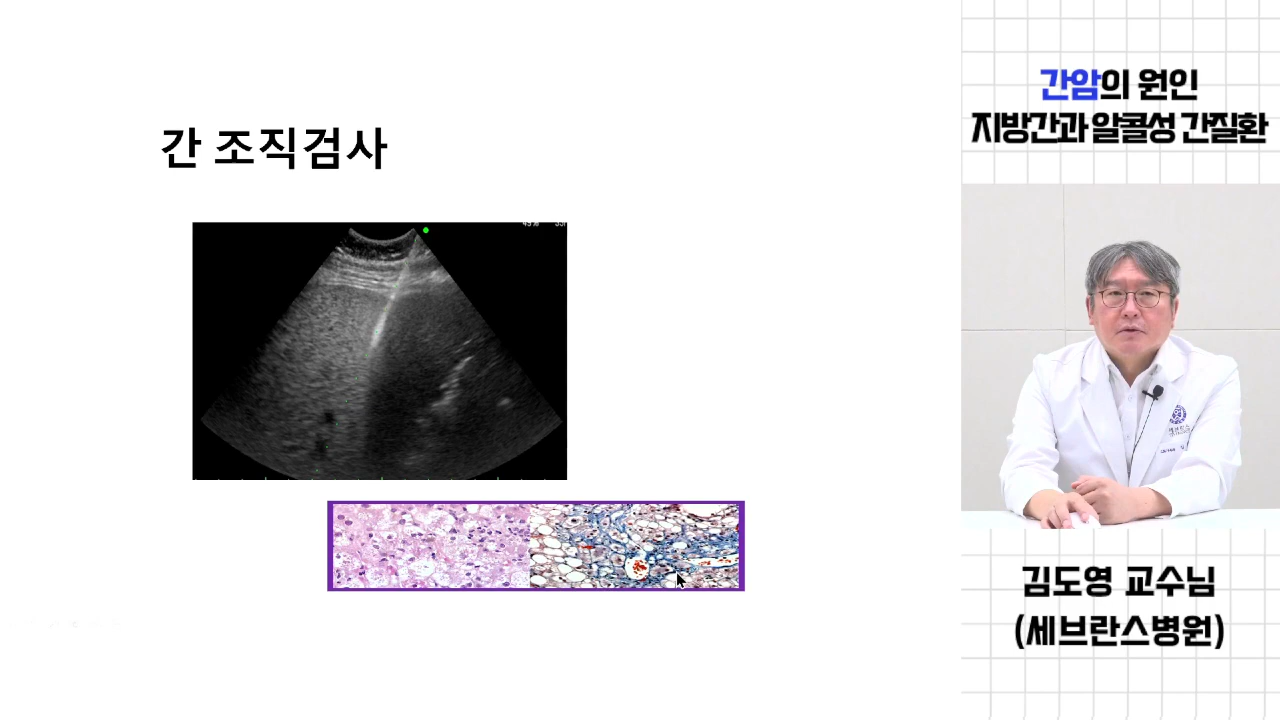 간 조직검사
간암의 원인
지방간과 알콜성 간질환
김도영 교수님
(세브란스병원)